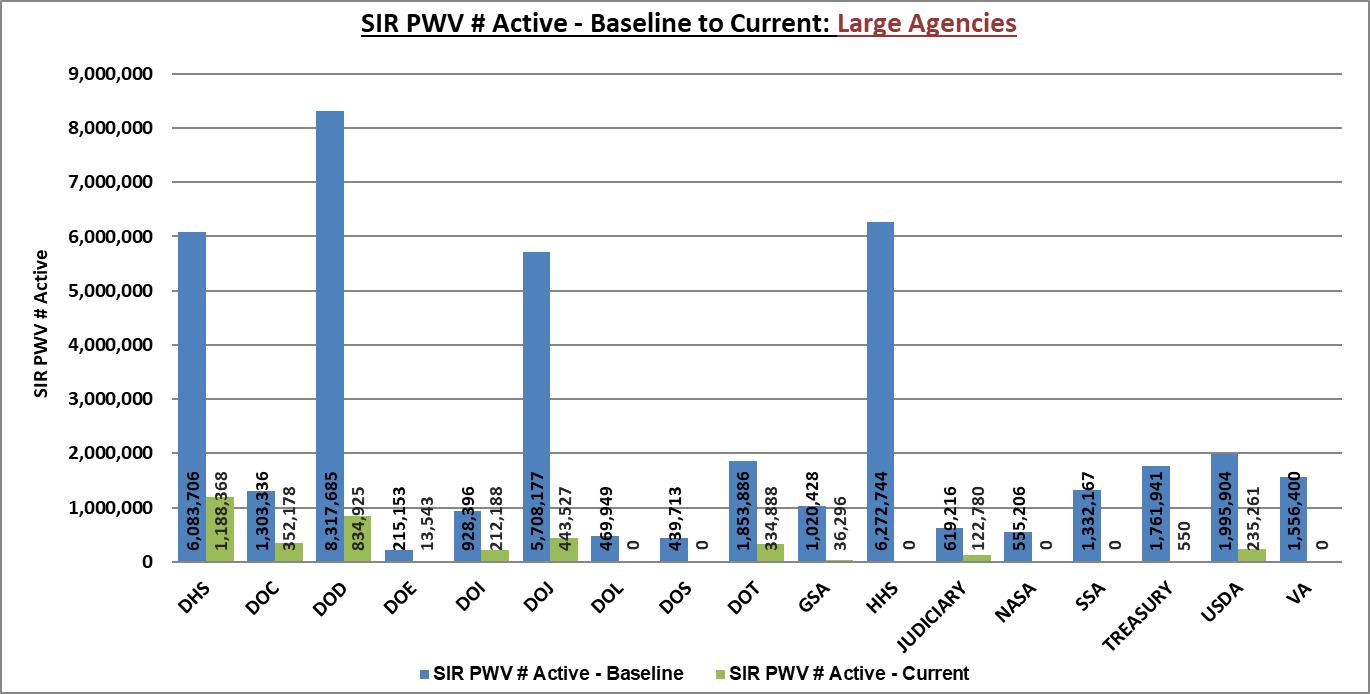 SIR PWV # Active - Baseline to Current: Large Agencies
SIR PWV # Active
9,000,000
8,000,000
7,000,000
6,000,000
5,000,000
4,000,000
3,000,000
2,000,000
1,000,000
0
6,083,706
1,188,368
1,303,336
352,178
8,317,685
834,925
215,153
13,543
928,396
212,188
5,708,177
443,527
469,949
0
439,713
0
1,853,886
334,888
1,020,428
36,296
6,272,744
0
619,216
122,780
555,206
0
1,332,167
0
1,761,941
550
1,995,904
235,261
1,556,400
0
DHS
DOC
DOD
DOE
DOI
DOJ
DOL
DOS
DOT
GSA
HHS
JUDICIARY
NASA
SSA
TREASURY
USDA
VA
SIR PWV # Active - Baseline
SIR PWV # Active - Current